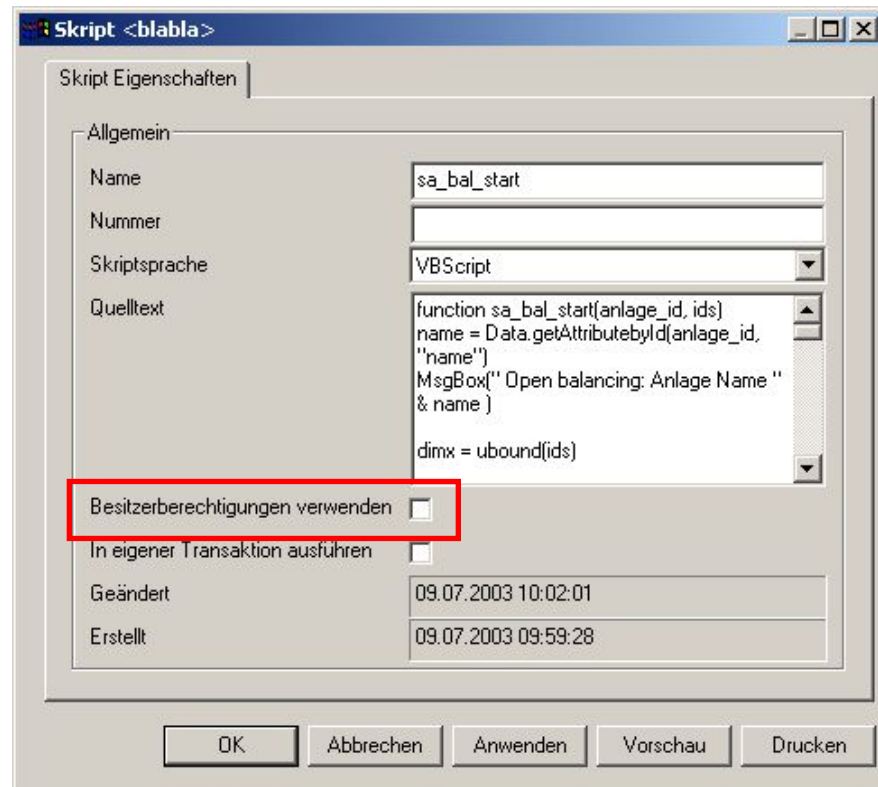 Skript <blabla>
Skript Eigenschaften
Allgemein
Name
sa_bal_start
Nummer
Skriptsprache
VBScript
Quelltext
function sa_bal_start(anlage_id, ids)
name = Data.getAttributebyId(anlage_id,
"name")
MsgBox(" Open balancing: Anlage Name "
& name )
dimx = ubound(ids)
Besitzerberechtigungen verwenden
In eigener Transaktion ausführen
Geändert
09.07.2003 10:02:01
Erstellt
09.07.2003 09:59:28
OK
Abbrechen
Anwenden
Vorschau
Drucken